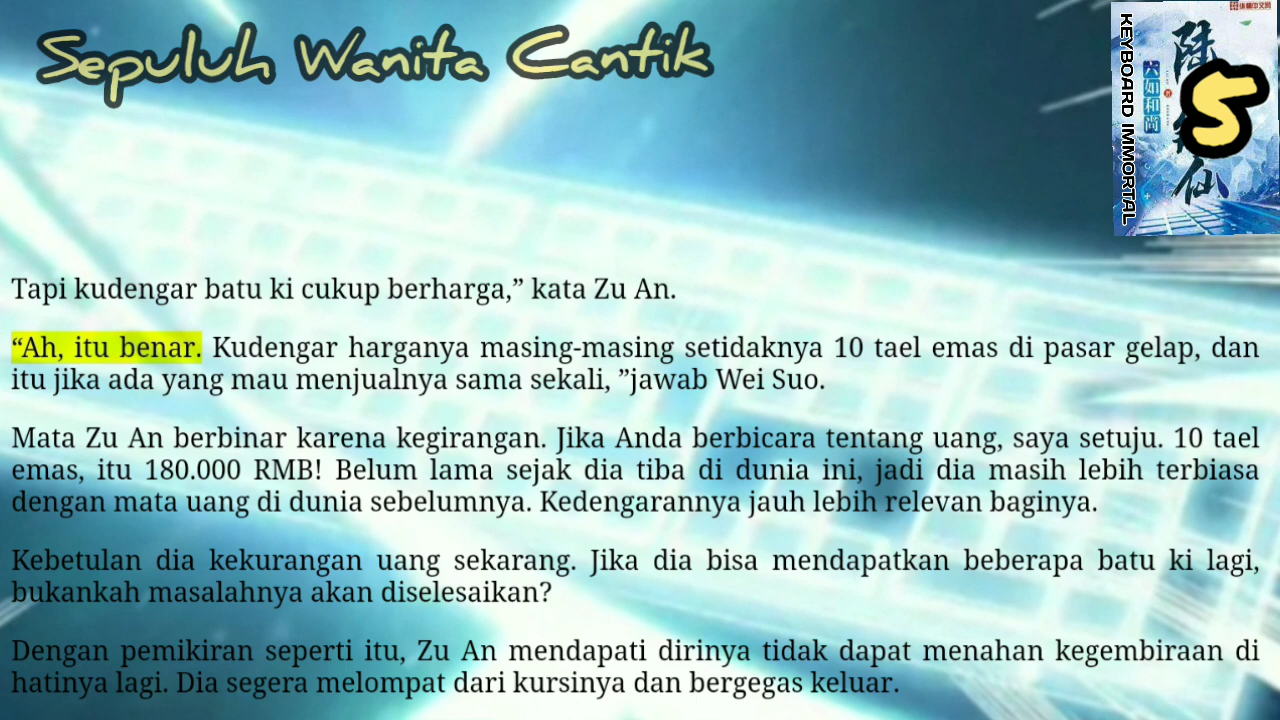 Sepuluh Wanita Cantik
KEYBOARD IMMORTAL
六如和尚
5
仙
Tapi kudengar batu ki cukup berharga,” kata Zu An.
“Ah, itu benar. Kudengar harganya masing-masing setidaknya 10 tael emas di pasar gelap, dan
itu jika ada yang mau menjualnya sama sekali, ”jawab Wei Suo.
Mata Zu An berbinar karena kegirangan. Jika Anda berbicara tentang uang, saya setuju. 10 tael
emas, itu 180.000 RMB! Belum lama sejak dia tiba di dunia ini, jadi dia masih lebih terbiasa
dengan mata uang di dunia sebelumnya. Kedengarannya jauh lebih relevan baginya.
Kebetulan dia kekurangan uang sekarang. Jika dia bisa mendapatkan beberapa batu ki lagi,
bukankah masalahnya akan diselesaikan?
Dengan pemikiran seperti itu, Zu An mendapati dirinya tidak dapat menahan kegembiraan di
hatinya lagi. Dia segera melompat dari kursinya dan bergegas keluar.